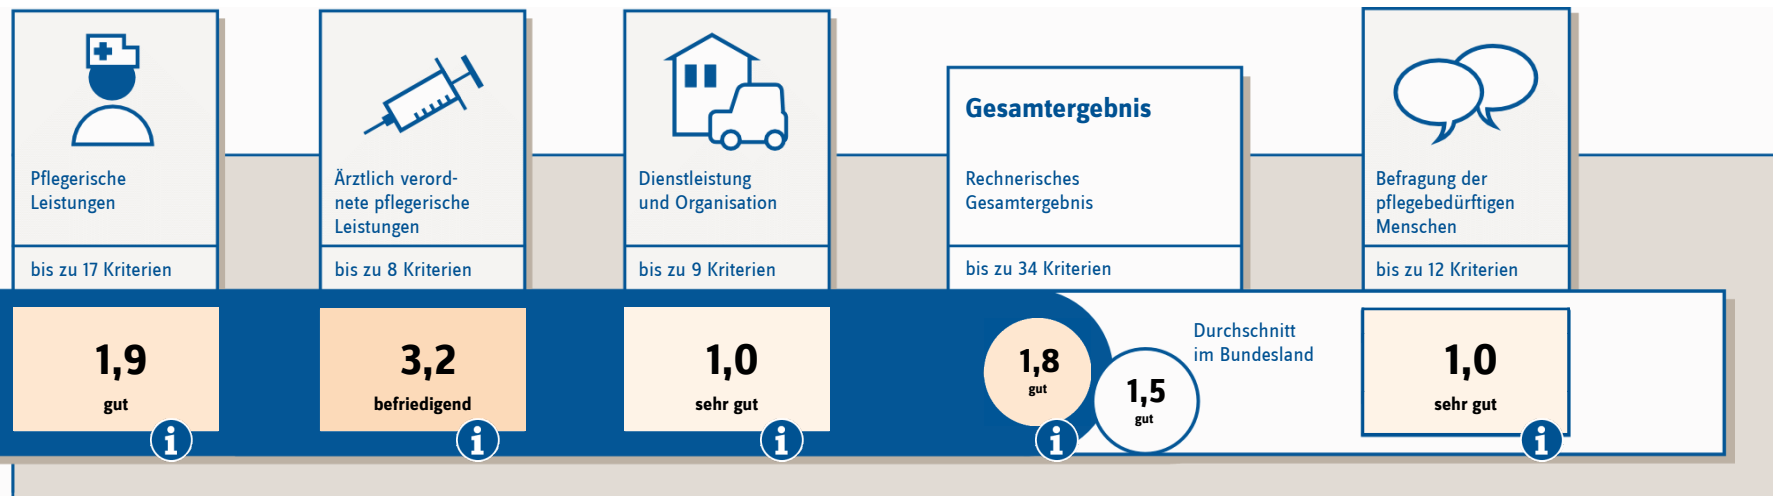 Pflegerische
Leistungen
bis zu 17 Kriterien
1,9
gut
i
Ärztlich verord-
nete pflegerische
Leistungen
bis zu 8 Kriterien
3,2
befriedigend
i
Dienstleistung
und Organisation
bis zu 9 Kriterien
1,0
sehr gut
i
Gesamtergebnis
Rechnerisches
Gesamtergebnis
bis zu 34 Kriterien
1,8
gut
i
1,5
gut
Durchschnitt
im Bundesland
Befragung der
pflegebedürftigen
Menschen
bis zu 12 Kriterien
1,0
sehr gut
i